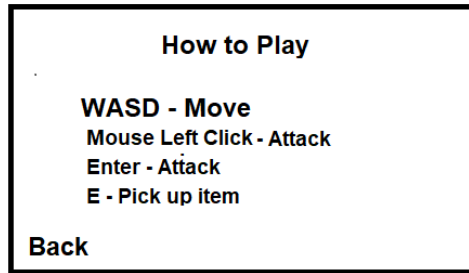 How to Play
WASD - Move
Mouse Left Click - Attack
Enter - Attack
E - Pick up item
Back